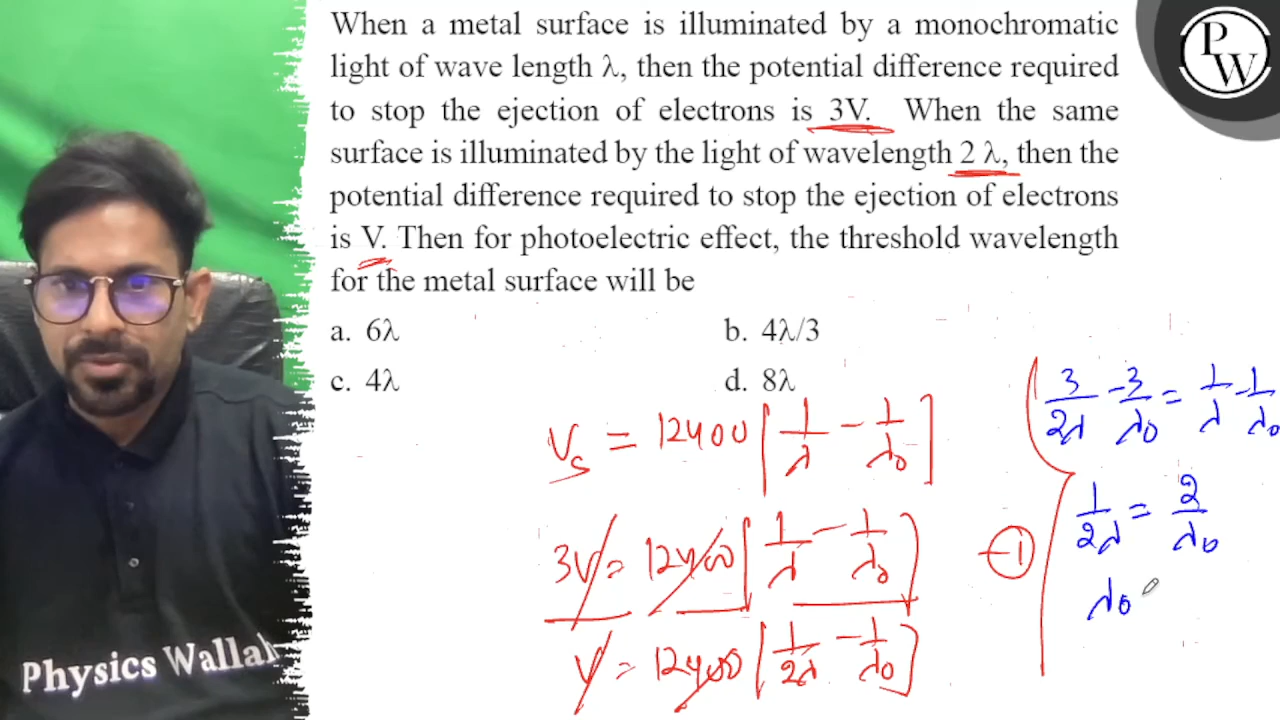 When a metal surface is illuminated by a monochromatic
light of wave length λ, then the potential difference required
to stop the ejection of electrons is 3V. When the same
surface is illuminated by the light of wavelength 2 λ, then the
potential difference required to stop the ejection of electrons
is V. Then for photoelectric effect, the threshold wavelength
for the metal surface will be
a. 6λ b. 4λ/3
c. 4λ d. 8λ
V_s = 12400 [1/λ − 1/λ₀]
3V = 12400 [1/λ − 1/λ₀]
V = 12400 [1/2λ − 1/λ₀]
−1
3/2λ − 3/λ₀ = 1/λ − 1/λ₀
1/2λ = 2/λ₀
λ₀
PW
Physics Wallah